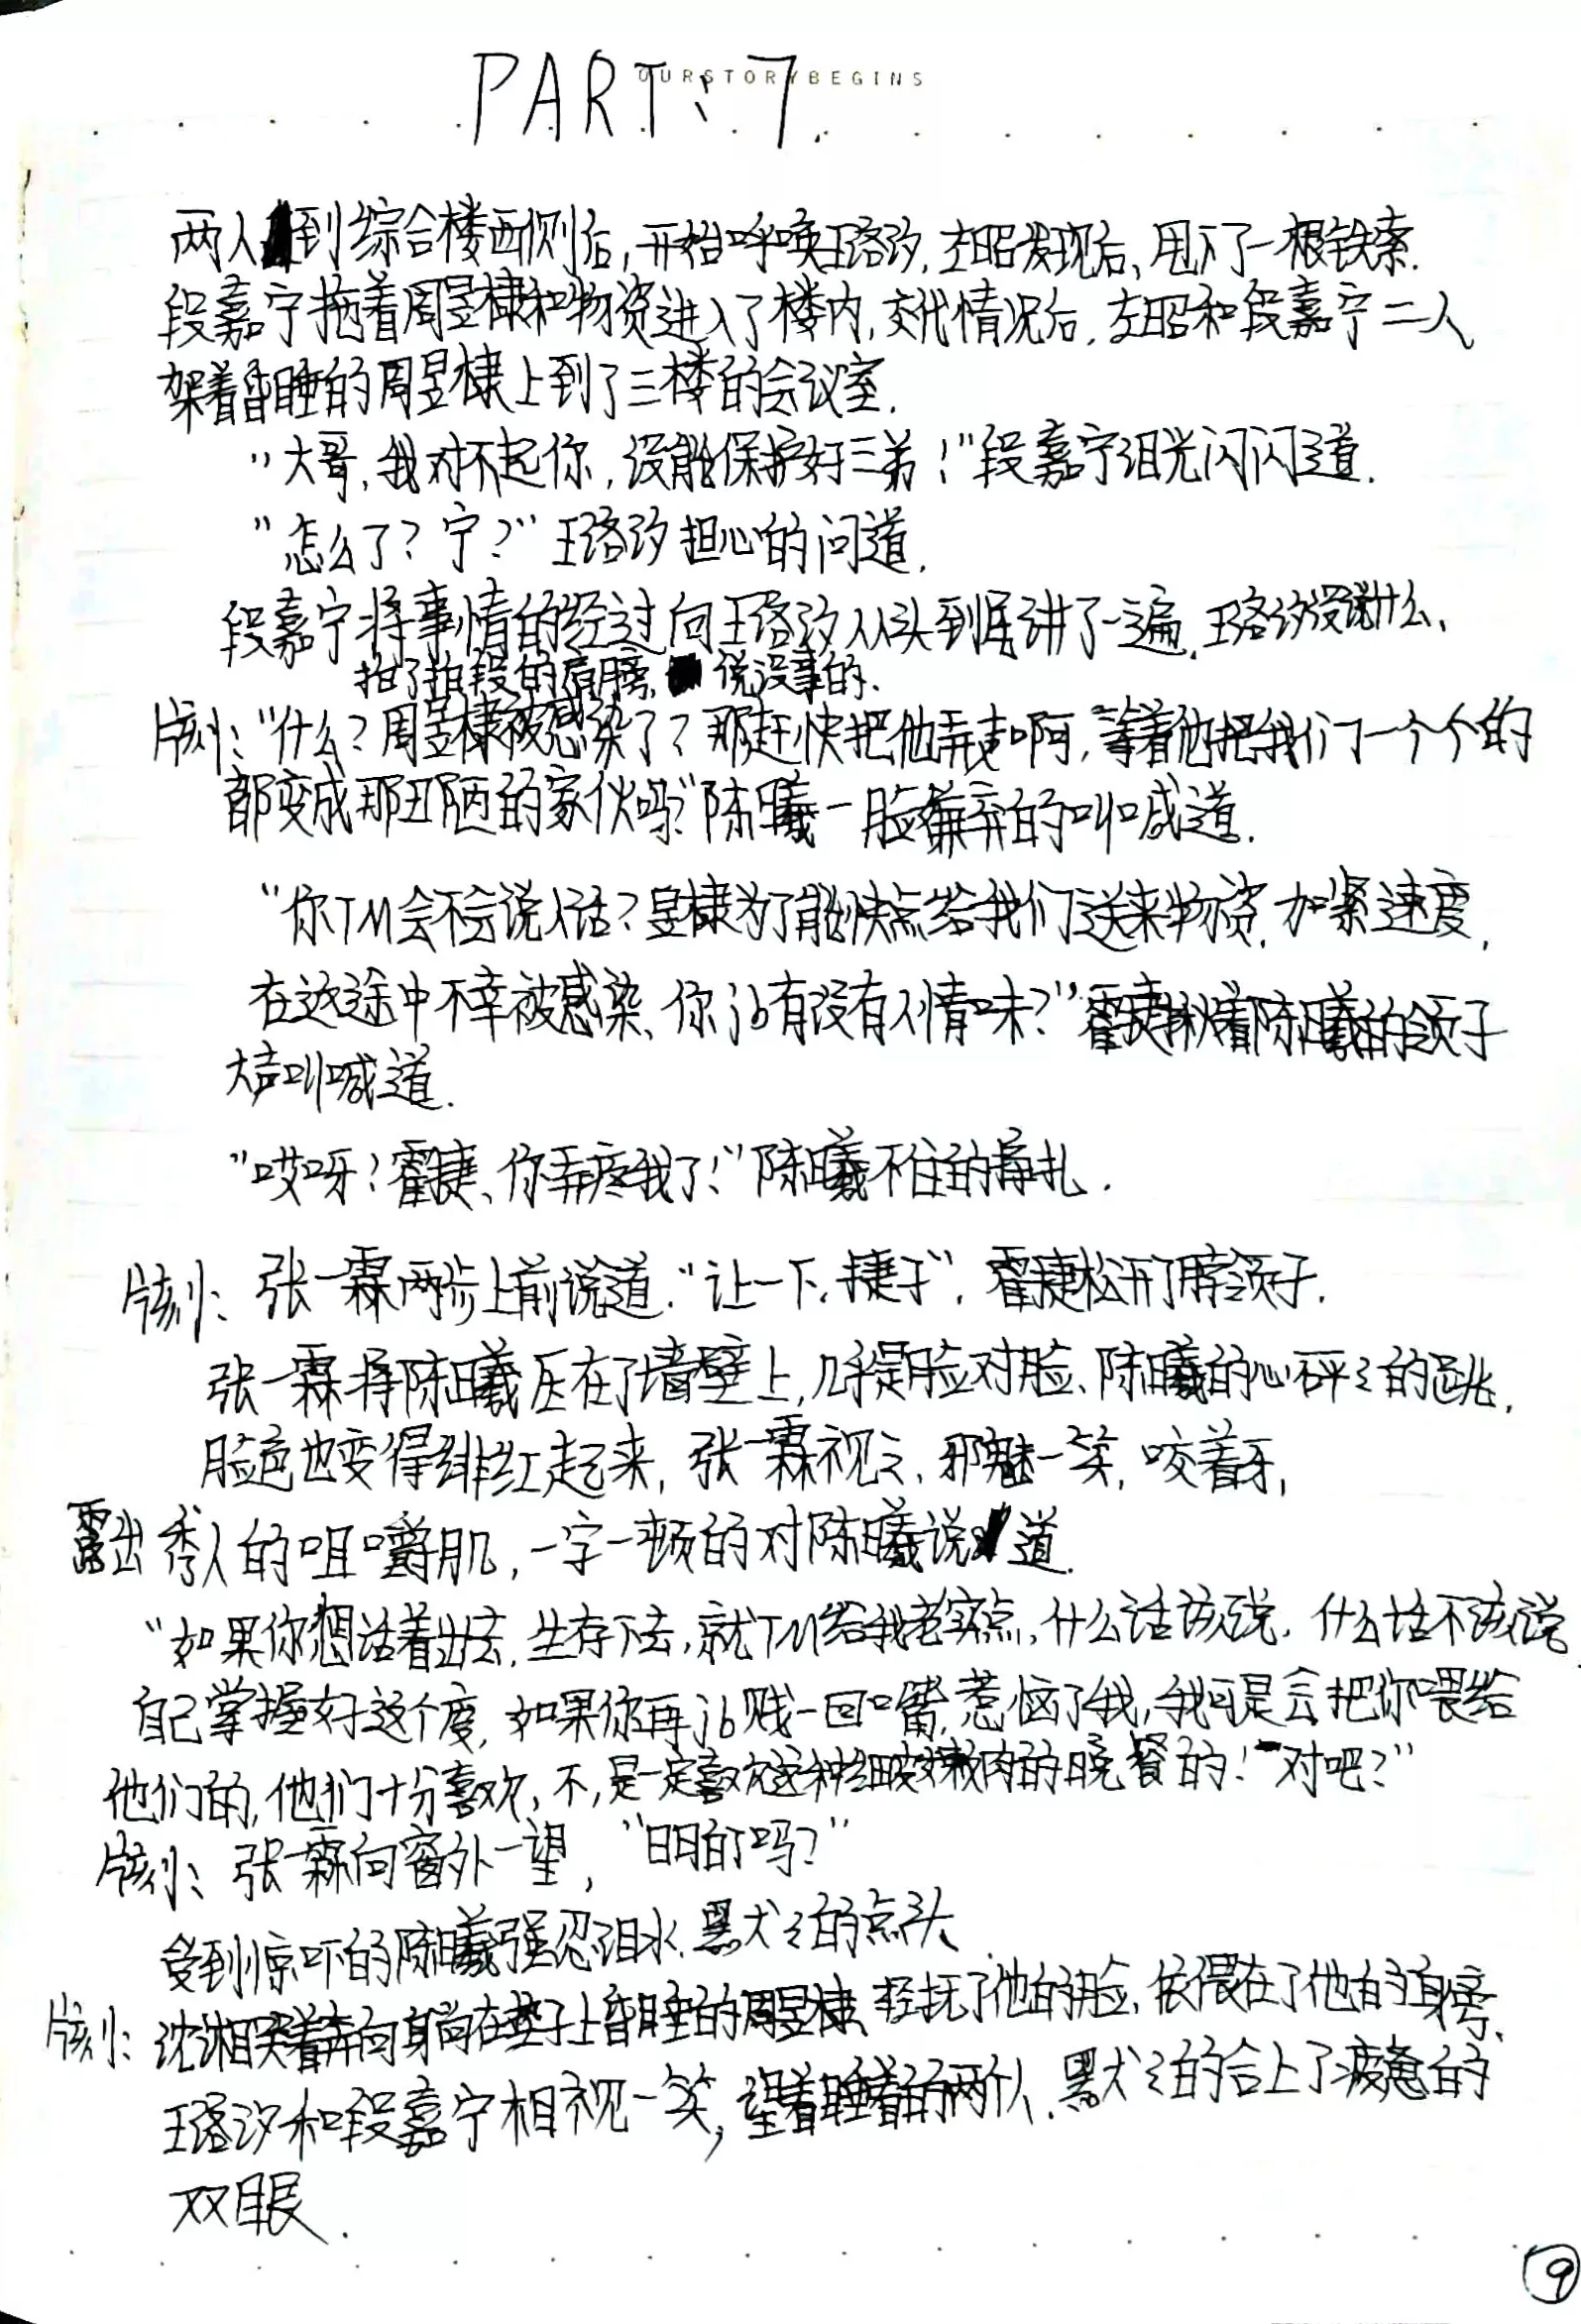 OURSTORYBEGINS
PART: 7.
两人到综合楼西侧后,开始呼唤王珞汐,左昭发现后、甩下了一根铁索.
段嘉宁拖着周昱棣和物资进入了楼内,交代情况后,左昭和段嘉宁二人
架着昏睡的周昱棣上到了三楼的会议室.
"大哥,我对不起你,没能保护好三弟!"段嘉宁泪光闪闪道.
"怎么了?宁?"王珞汐担心的问道.
段嘉宁将事情的经过向王珞汐从头到尾讲了一遍.王珞汐没说什么、
拍了拍段的肩膀, 说没事的.
片刻:"什么?周昱棣被感染了?那赶快把他弄走啊,等着他把我们一个个的
都变成那丑陋的家伙吗?"陈曦一脸嫌弃的叫喊道.
"你TM会不会说人话?昱棣为了能快点给我们送来物资,加紧速度,
在这途中不幸被感染、你jb有没有人情味?"霍捷揪着陈曦的领子
大声叫喊道.
"哎呀!霍捷、你弄疼我了!"陈曦不住的挣扎.
片刻:张一霖两步上前说道."让一下、捷子",霍捷松开了脖领子.
张一霖将陈曦压在了墙壁上,几乎是脸对脸、陈曦的心砰々的跳,
脸色也变得绯红起来,张一霖视之、邪魅一笑,咬着牙,
露出秀人的咀嚼肌,一字一顿的对陈曦说道.
"如果你想活着出去,生存下去,就TM给我老实点,什么话该说,什么话不该说
自己掌握好这个度,如果你再jb贱一回嘴,惹恼了我,我可是会把你喂给
他们的,他们十分喜欢,不,是一定喜欢这种细皮嫩肉的晚餐的!对吧?"
片刻:张一霖向窗外一望,"明白了吗?"
受到惊吓的陈曦强忍泪水,默々的点头.
片刻:沈湘笑着奔向躺在垫子上昏睡的周昱棣、轻抚了他的脸,依偎在了他的身旁、
王珞汐和段嘉宁相视一笑,望着睡着的两个人,默々的合上了疲惫的
双眼.
9